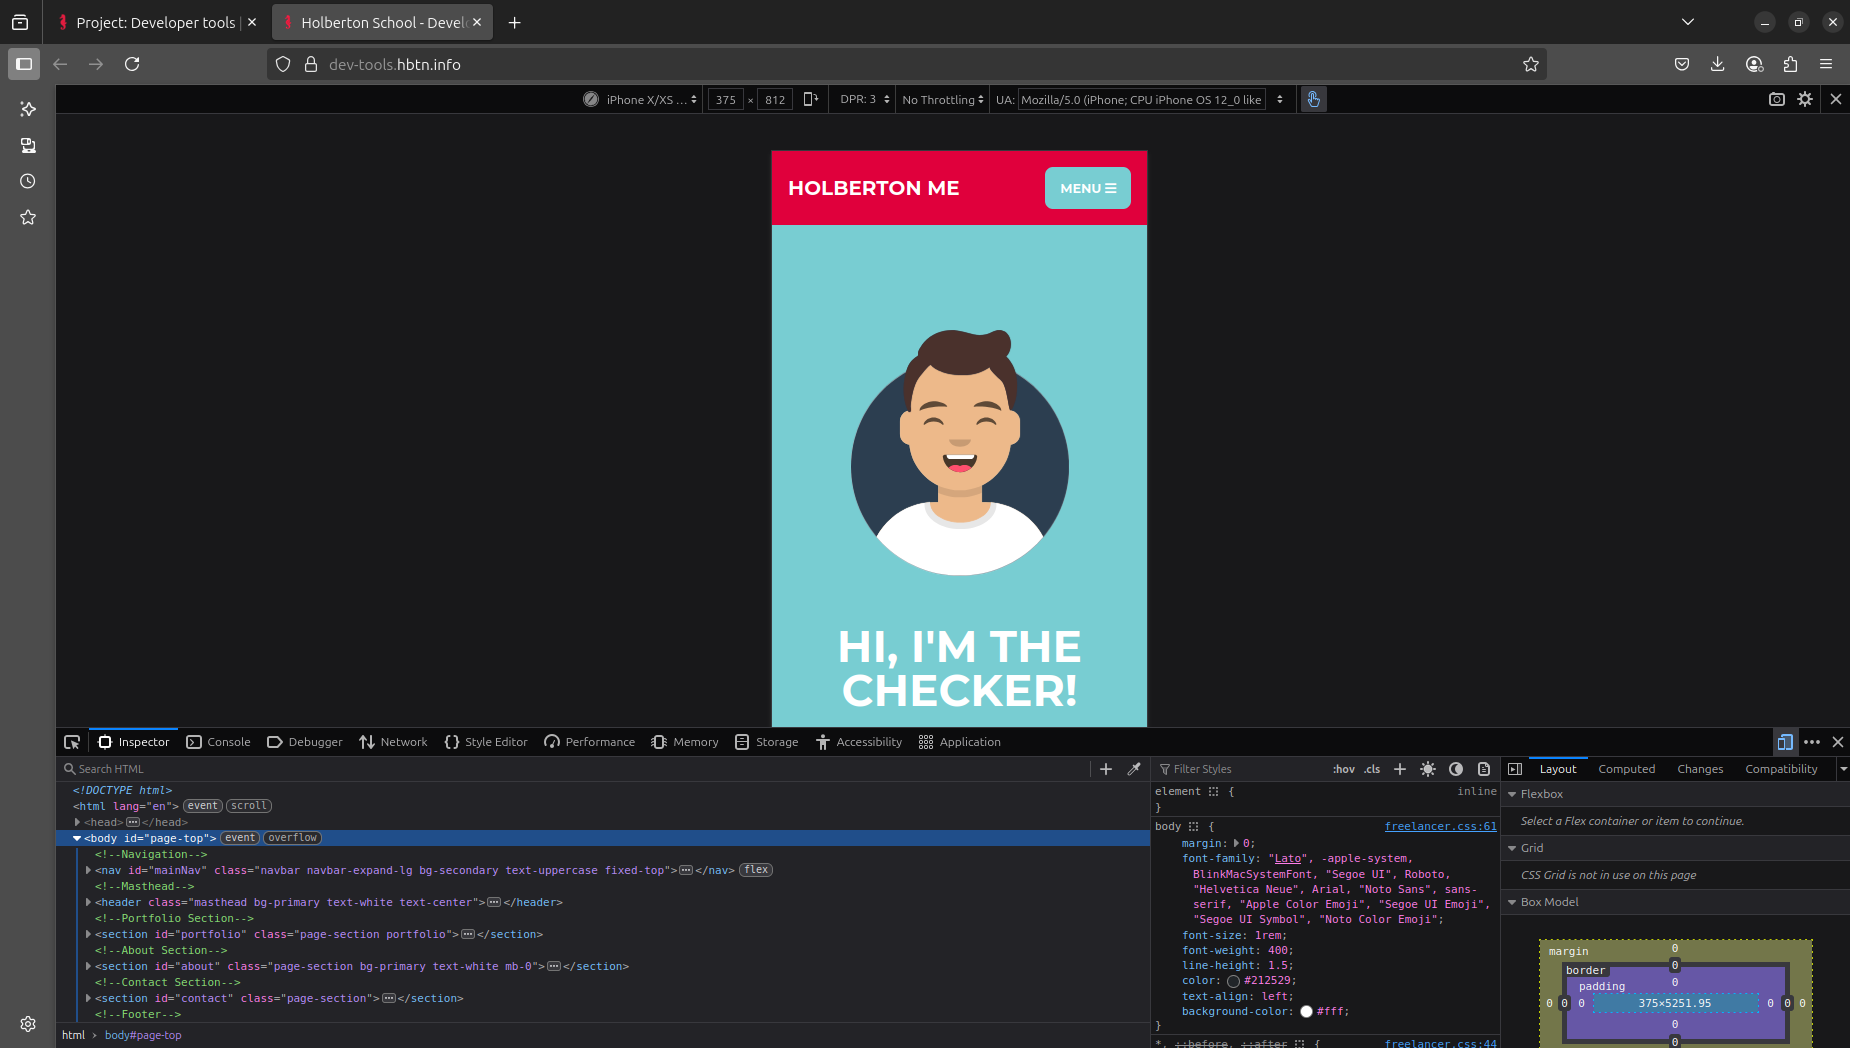 Project: Developer tools |
Holberton School - Devel
dev-tools.hbtn.info
iPhone X/XS ... 375 × 812 DPR: 3 No Throttling UA: Mozilla/5.0 (iPhone; CPU iPhone OS 12_0 like
HOLBERTON ME
MENU
HI, I'M THE
CHECKER!
Inspector Console Debugger Network Style Editor Performance Memory Storage Accessibility Application
Search HTML
<!DOCTYPE html>
<html lang="en"> event scroll
<head> </head>
<body id="page-top"> event overflow
<!--Navigation-->
<nav id="mainNav" class="navbar navbar-expand-lg bg-secondary text-uppercase fixed-top"> </nav> flex
<!--Masthead-->
<header class="masthead bg-primary text-white text-center"> </header>
<!--Portfolio Section-->
<section id="portfolio" class="page-section portfolio"> </section>
<!--About Section-->
<section id="about" class="page-section bg-primary text-white mb-0"> </section>
<!--Contact Section-->
<section id="contact" class="page-section"> </section>
<!--Footer-->
html › body#page-top
Filter Styles :hov .cls
element { inline
}
body { freelancer.css:61
margin: 0;
font-family: "Lato", -apple-system,
BlinkMacSystemFont, "Segoe UI", Roboto,
"Helvetica Neue", Arial, "Noto Sans", sans-
serif, "Apple Color Emoji", "Segoe UI Emoji",
"Segoe UI Symbol", "Noto Color Emoji";
font-size: 1rem;
font-weight: 400;
line-height: 1.5;
color: #212529;
text-align: left;
background-color: #fff;
}
*, ::before, ::after { freelancer.css:44
Layout Computed Changes Compatibility
Flexbox
Select a Flex container or item to continue.
Grid
CSS Grid is not in use on this page
Box Model
margin 0
border 0
padding 0
0 0 0 375×5251.95 0 0 0
0
0